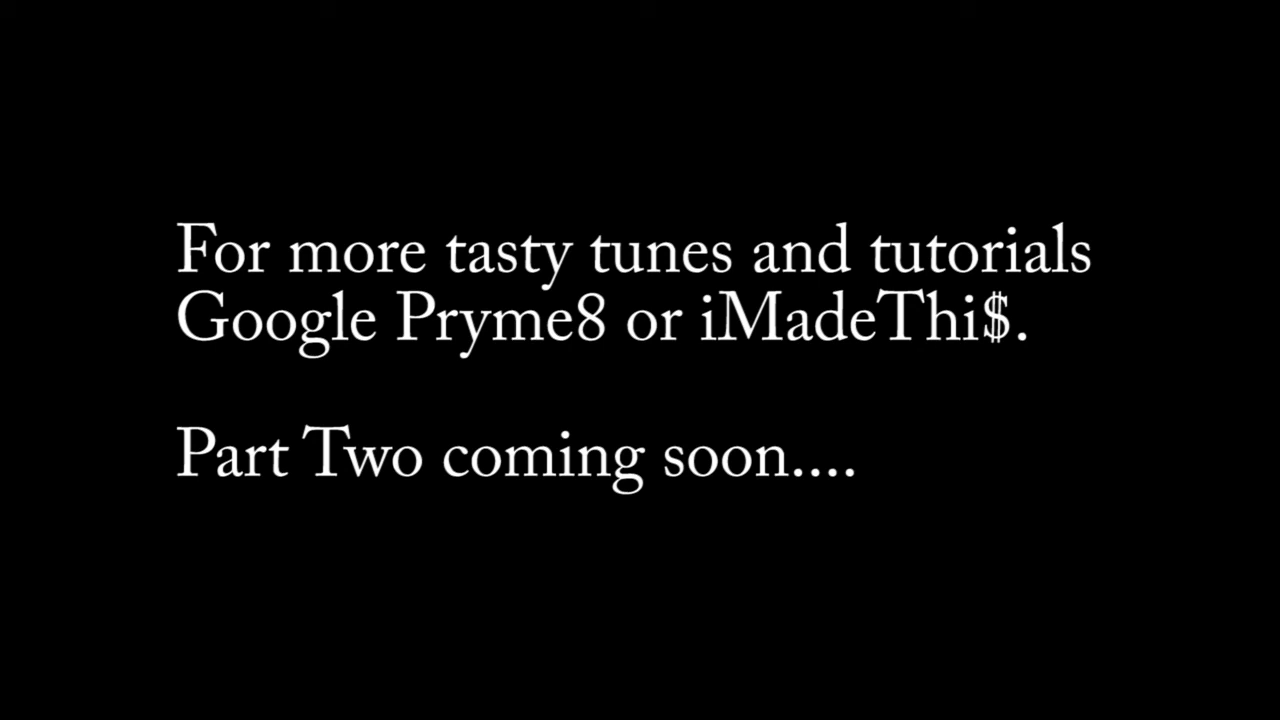 For more tasty tunes and tutorials
Google Pryme8 or iMadeThi$.
Part Two coming soon....